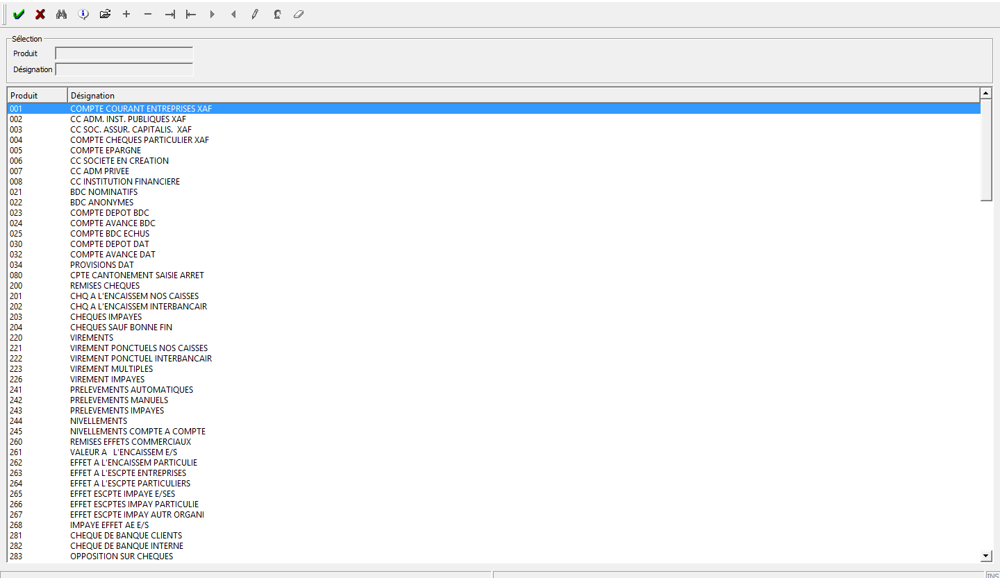 Sélection
Produit
Désignation
Produit Désignation
001 COMPTE COURANT ENTREPRISES XAF
002 CC ADM. INST. PUBLIQUES XAF
003 CC SOC. ASSUR. CAPITALIS. XAF
004 COMPTE CHEQUES PARTICULIER XAF
005 COMPTE EPARGNE
006 CC SOCIETE EN CREATION
007 CC ADM PRIVEE
008 CC INSTITUTION FINANCIERE
021 BDC NOMINATIFS
022 BDC ANONYMES
023 COMPTE DEPOT BDC
024 COMPTE AVANCE BDC
025 COMPTE BDC ECHUS
030 COMPTE DEPOT DAT
032 COMPTE AVANCE DAT
034 PROVISIONS DAT
080 CPTE CANTONEMENT SAISIE ARRET
200 REMISES CHEQUES
201 CHQ A L'ENCAISSEM NOS CAISSES
202 CHQ A L'ENCAISSEM INTERBANCAIR
203 CHEQUES IMPAYES
204 CHEQUES SAUF BONNE FIN
220 VIREMENTS
221 VIREMENT PONCTUELS NOS CAISSES
222 VIREMENT PONCTUEL INTERBANCAIR
223 VIREMENT MULTIPLES
226 VIREMENT IMPAYES
241 PRELEVEMENTS AUTOMATIQUES
242 PRELEVEMENTS MANUELS
243 PRELEVEMENTS IMPAYES
244 NIVELLEMENTS
245 NIVELLEMENTS COMPTE A COMPTE
260 REMISES EFFETS COMMERCIAUX
261 VALEUR A L'ENCAISSEM E/S
262 EFFET A L'ENCAISSEM PARTICULIE
263 EFFET A L'ESCPTE ENTREPRISES
264 EFFET A L'ESCPTE PARTICULIERS
265 EFFET ESCPTE IMPAYE E/SES
266 EFFET ESCPTES IMPAY PARTICULIE
267 EFFET ESCPTE IMPAY AUTR ORGANI
268 IMPAYE EFFET AE E/S
281 CHEQUE DE BANQUE CLIENTS
282 CHEQUE DE BANQUE INTERNE
283 OPPOSITION SUR CHEQUES
INS